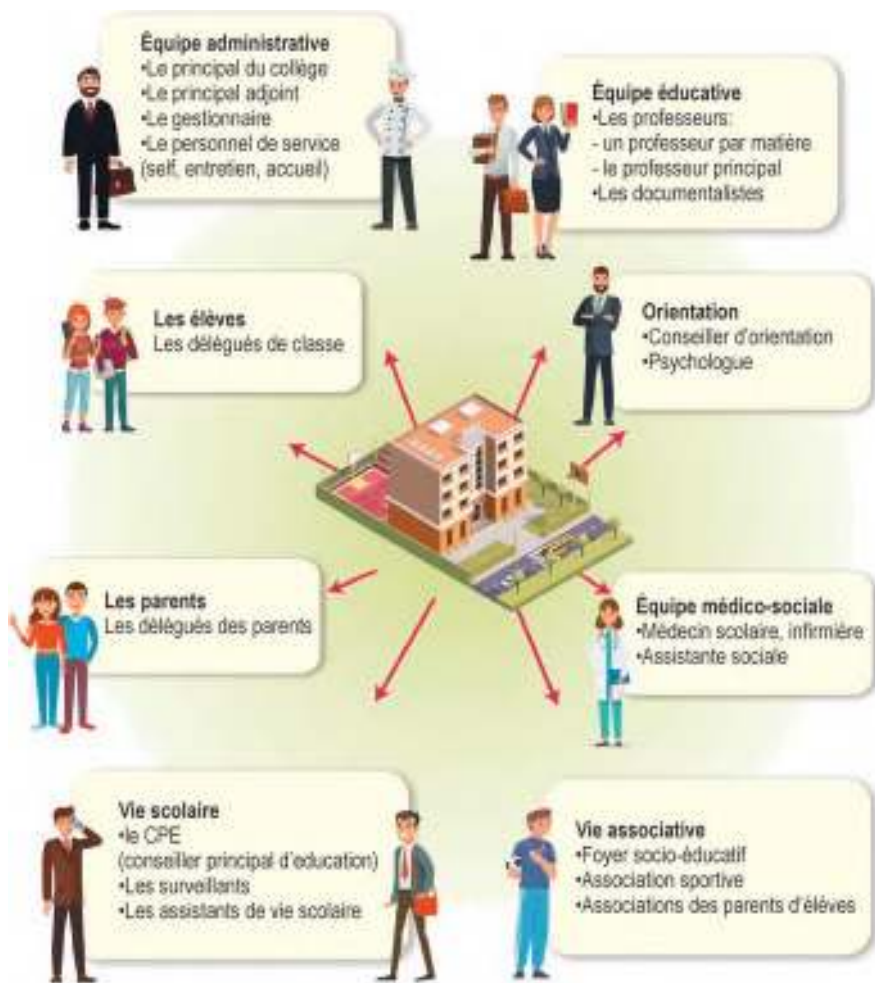 Équipe administrative
•Le principal du collège
•Le principal adjoint
•Le gestionnaire
•Le personnel de service
(self, entretien, accueil)
Équipe éducative
•Les professeurs:
- un professeur par matière
- le professeur principal
•Les documentalistes
Les élèves
Les délégués de classe
Orientation
•Conseiller d'orientation
•Psychologue
Les parents
Les délégués des parents
Équipe médico-sociale
•Médecin scolaire, infirmière
•Assistante sociale
Vie scolaire
•le CPE
(conseiller principal d'education)
•Les surveillants
•Les assistants de vie scolaire
Vie associative
•Foyer socio-éducatif
•Association sportive
•Associations des parents d'élèves